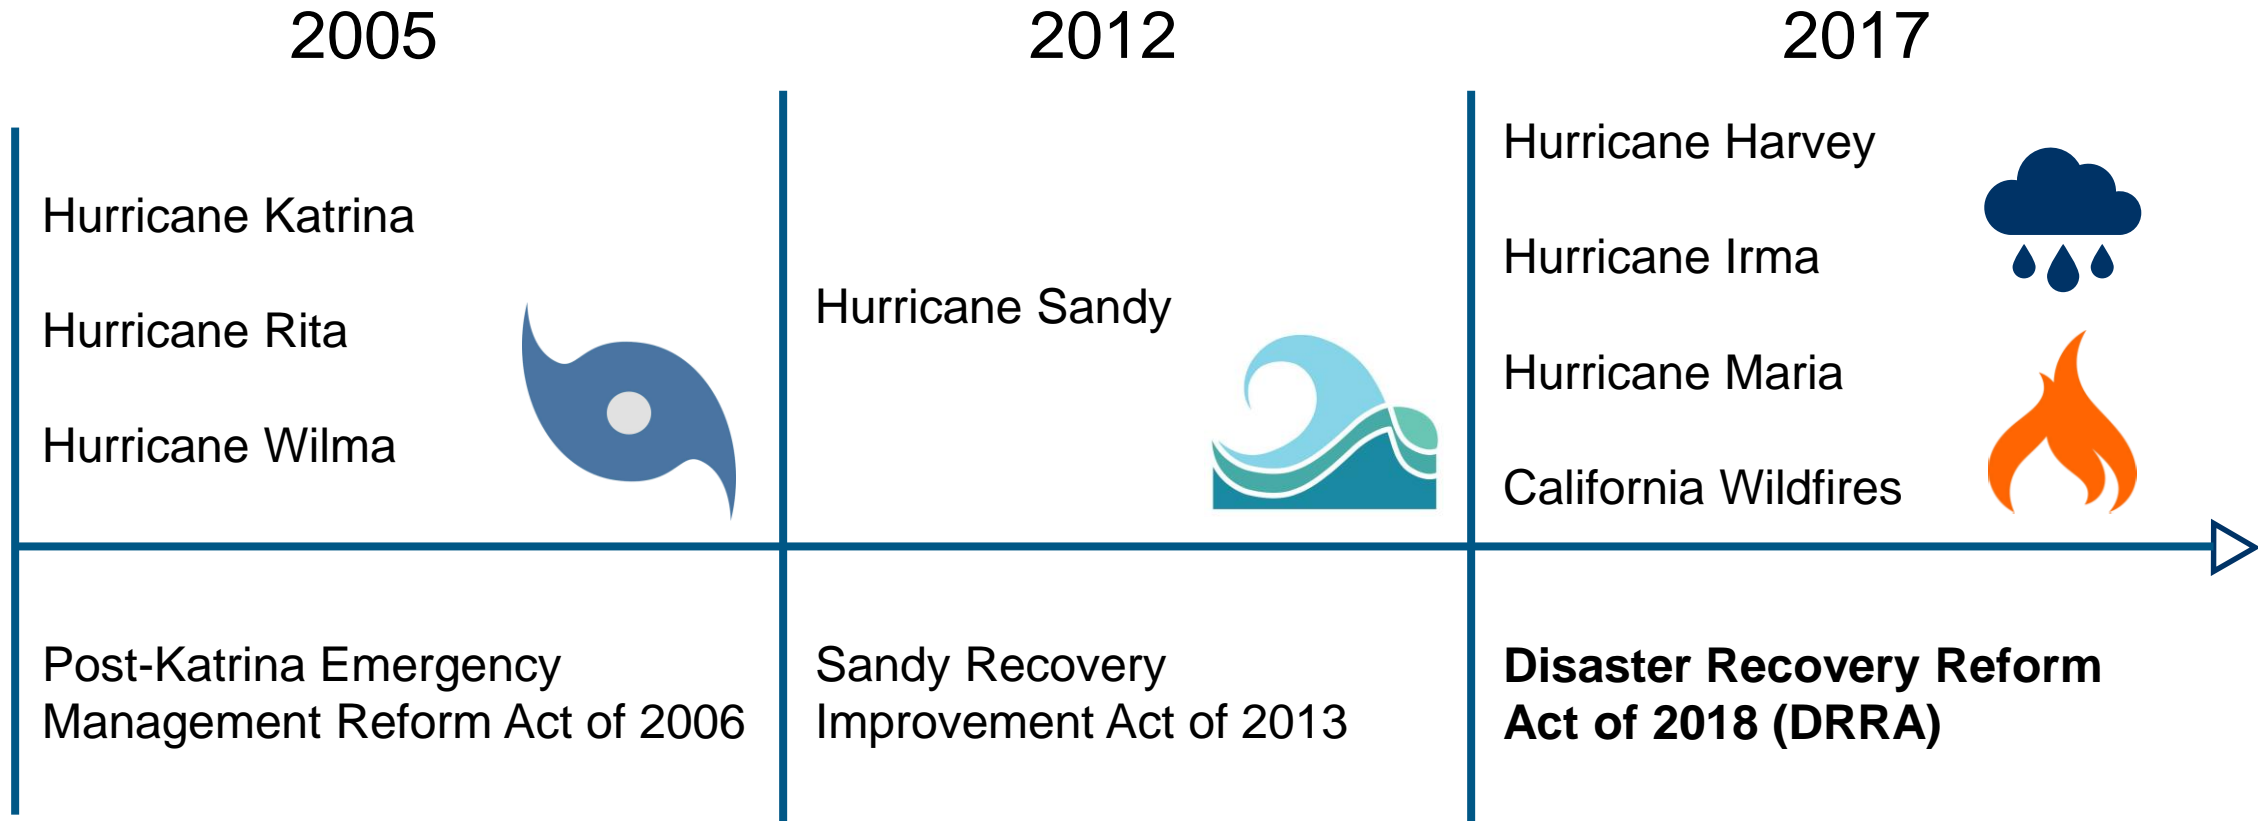 2005
Hurricane Katrina
Hurricane Rita
Hurricane Wilma
Post-Katrina Emergency
Management Reform Act of 2006
2012
Hurricane Sandy
Sandy Recovery
Improvement Act of 2013
2017
Hurricane Harvey
Hurricane Irma
Hurricane Maria
California Wildfires
Disaster Recovery Reform
Act of 2018 (DRRA)